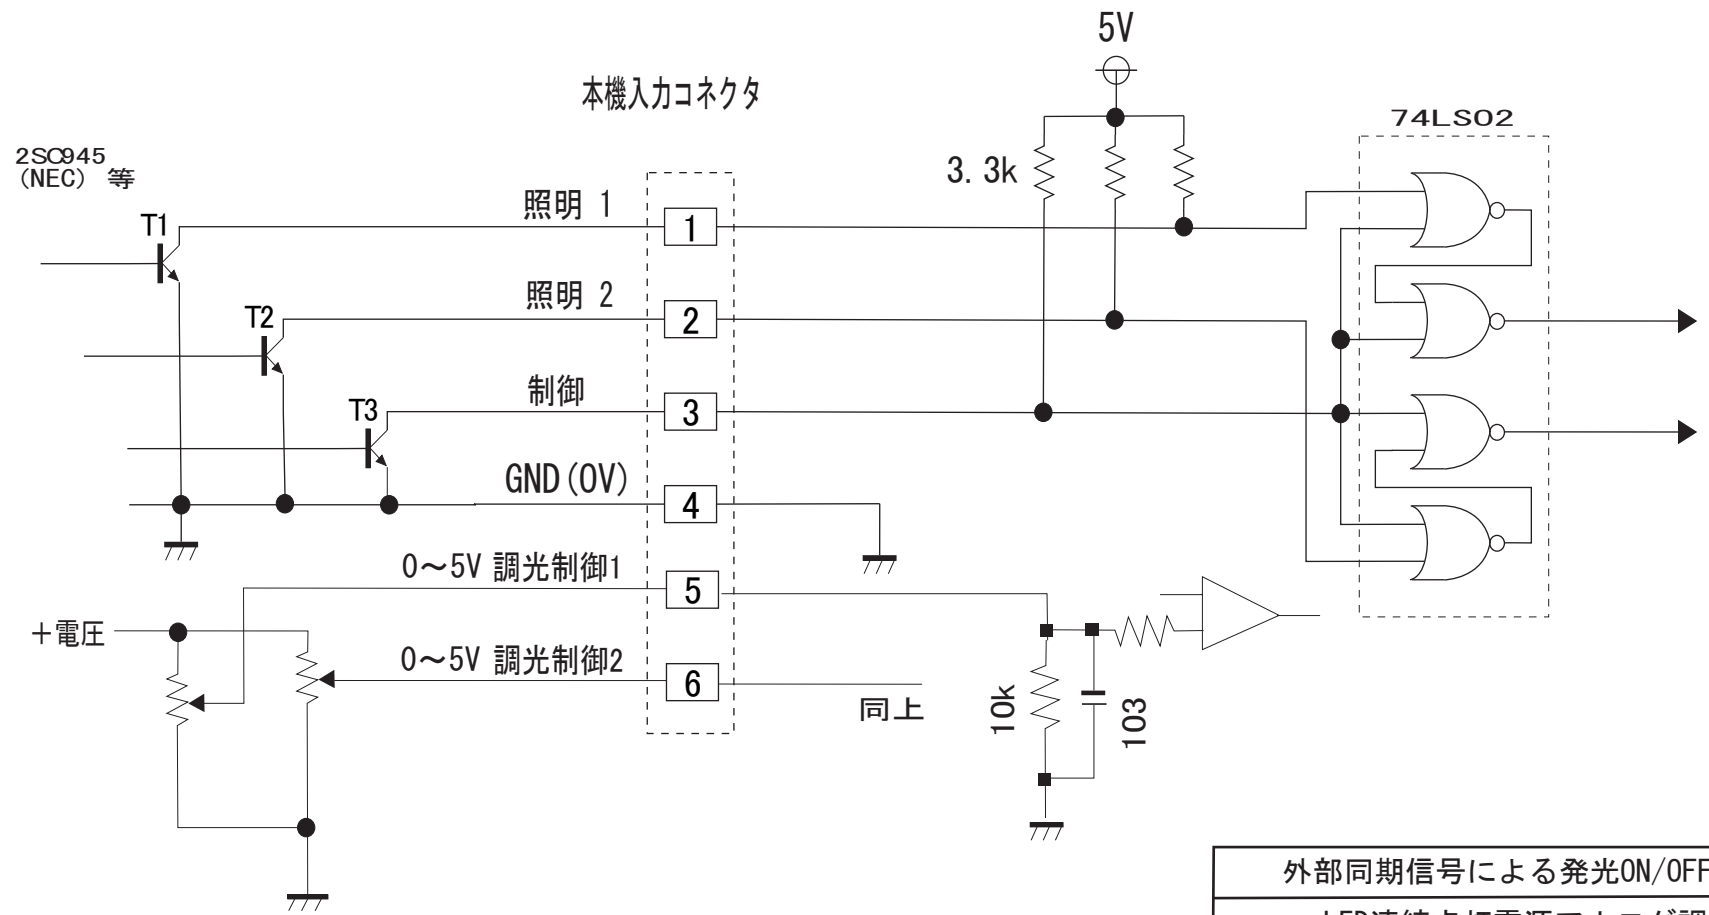 5V
本機入力コネクタ
74LS02
2SC945
(NEC) 等
3.3k
照明 1
T1
1
照明 2
T2
2
制御
T3
3
GND(0V)
4
0～5V 調光制御1
5
＋電圧
0～5V 調光制御2
6
同上
10k
103
外部同期信号による発光ON/OFF